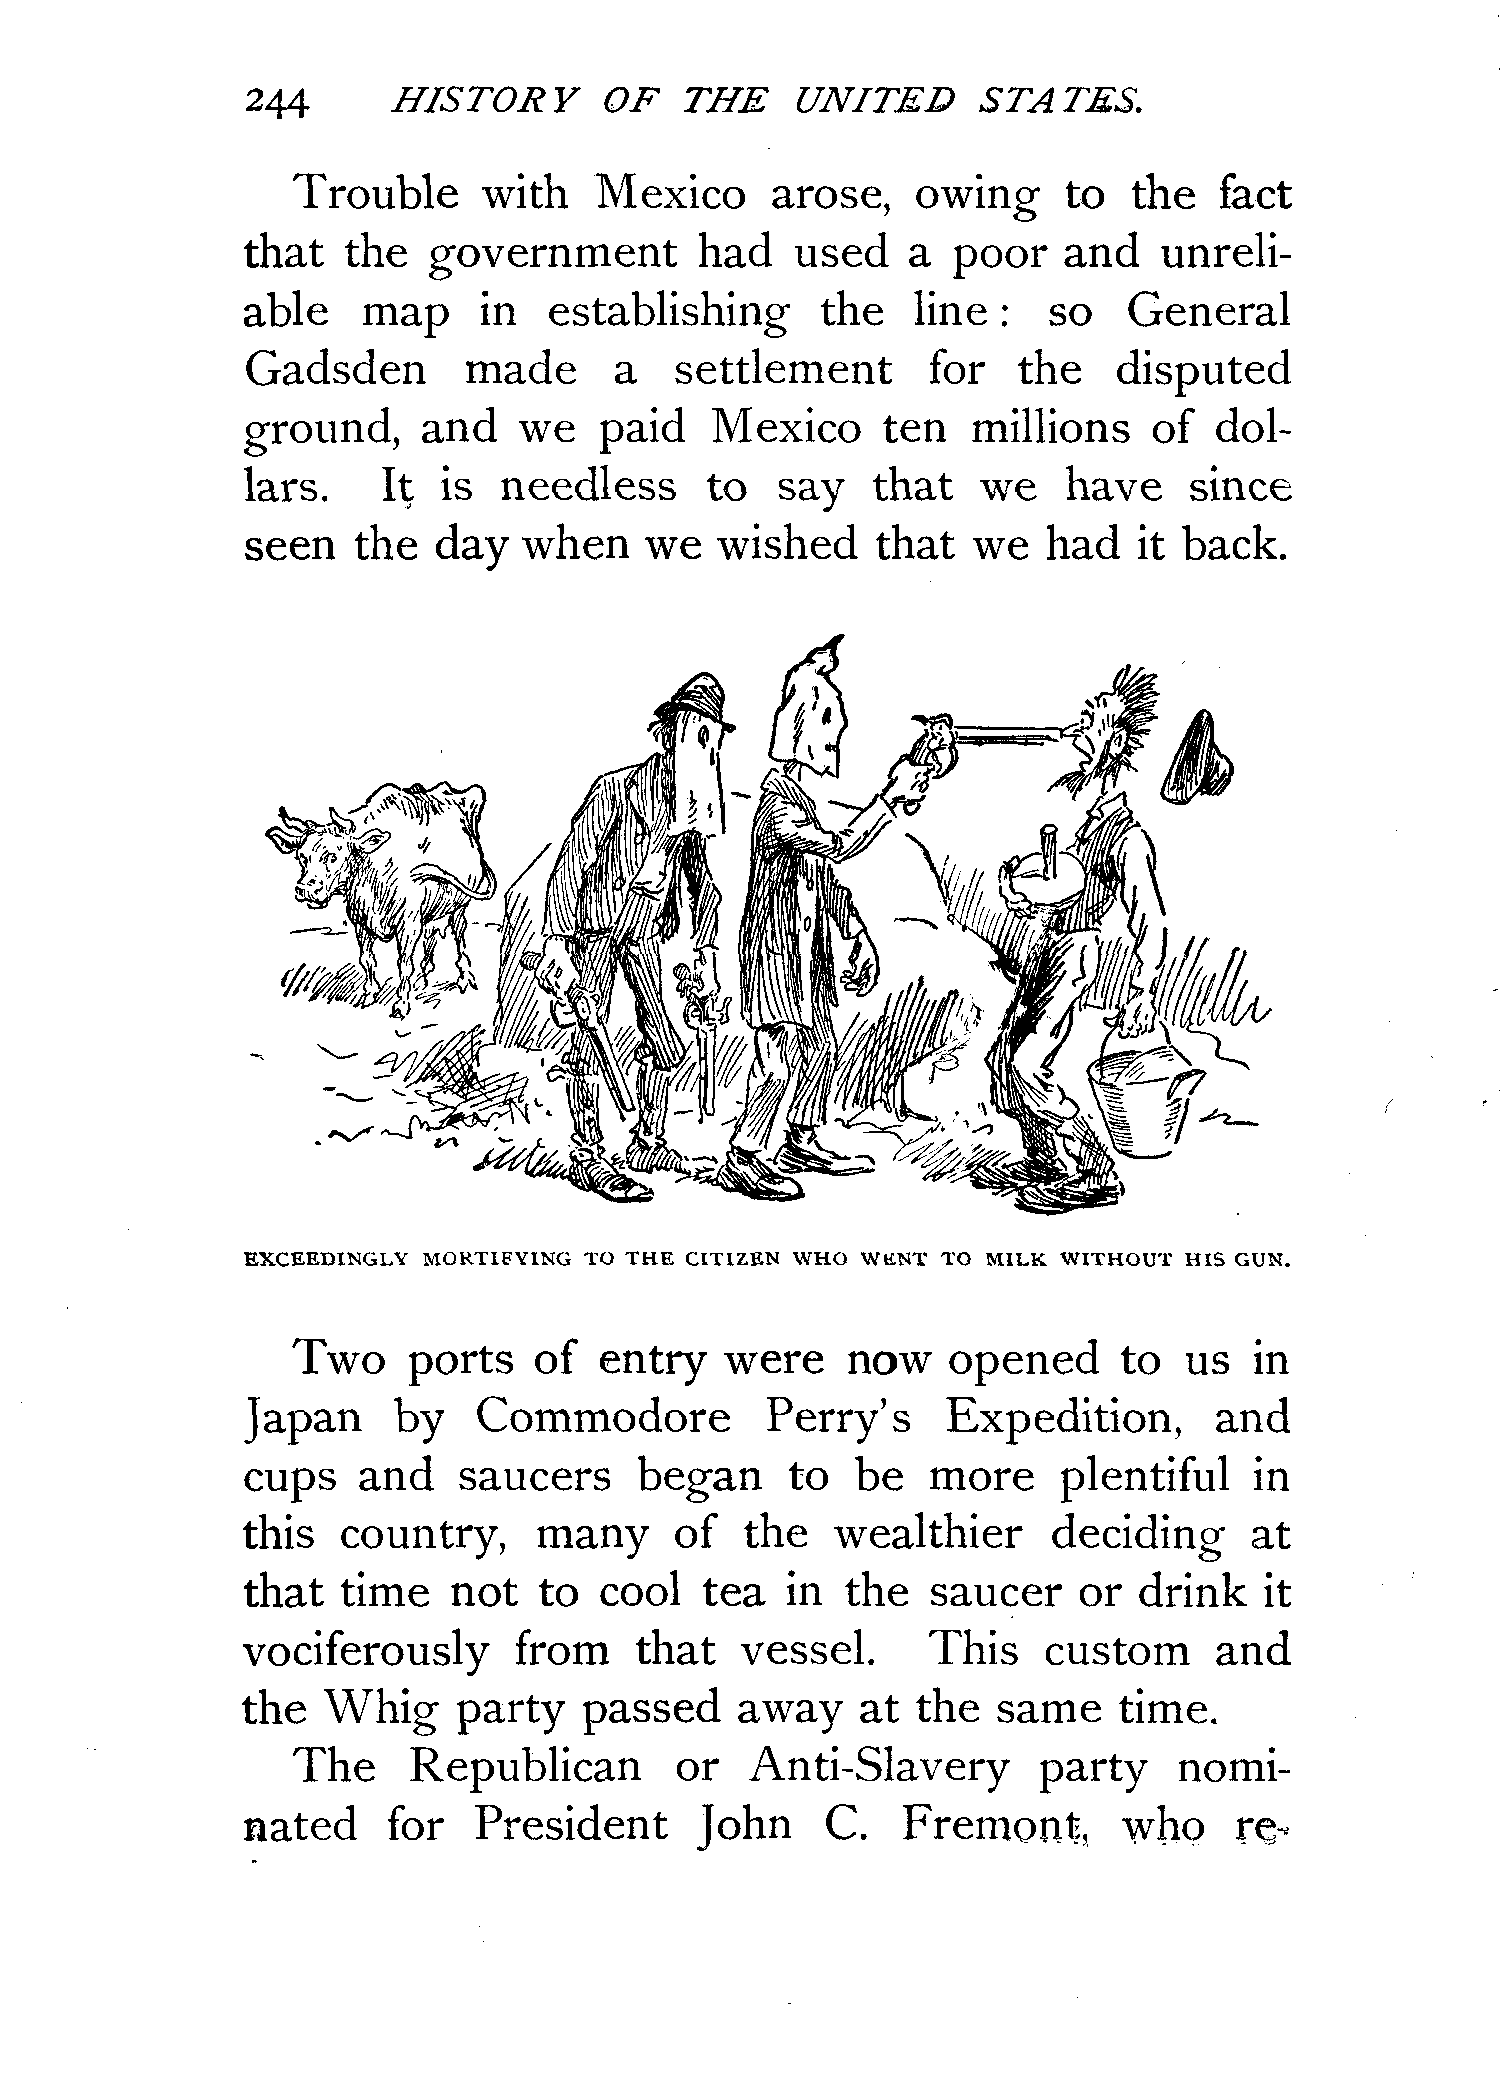 244 HISTORY OF THE UNITED STATES.
Trouble with Mexico arose, owing to the fact
that the government had used a poor and unreli-
able map in establishing the line : so General
Gadsden made a settlement for the disputed
ground, and we paid Mexico ten millions of dol-
lars. It is needless to say that we have since
seen the day when we wished that we had it back.
EXCEEDINGLY MORTIFYING TO THE CITIZEN WHO WENT TO MILK WITHOUT HIS GUN.
Two ports of entry were now opened to us in
Japan by Commodore Perry's Expedition, and
cups and saucers began to be more plentiful in
this country, many of the wealthier deciding at
that time not to cool tea in the saucer or drink it
vociferously from that vessel. This custom and
the Whig party passed away at the same time.
The Republican or Anti-Slavery party nomi-
nated for President John C. Fremont, who re-